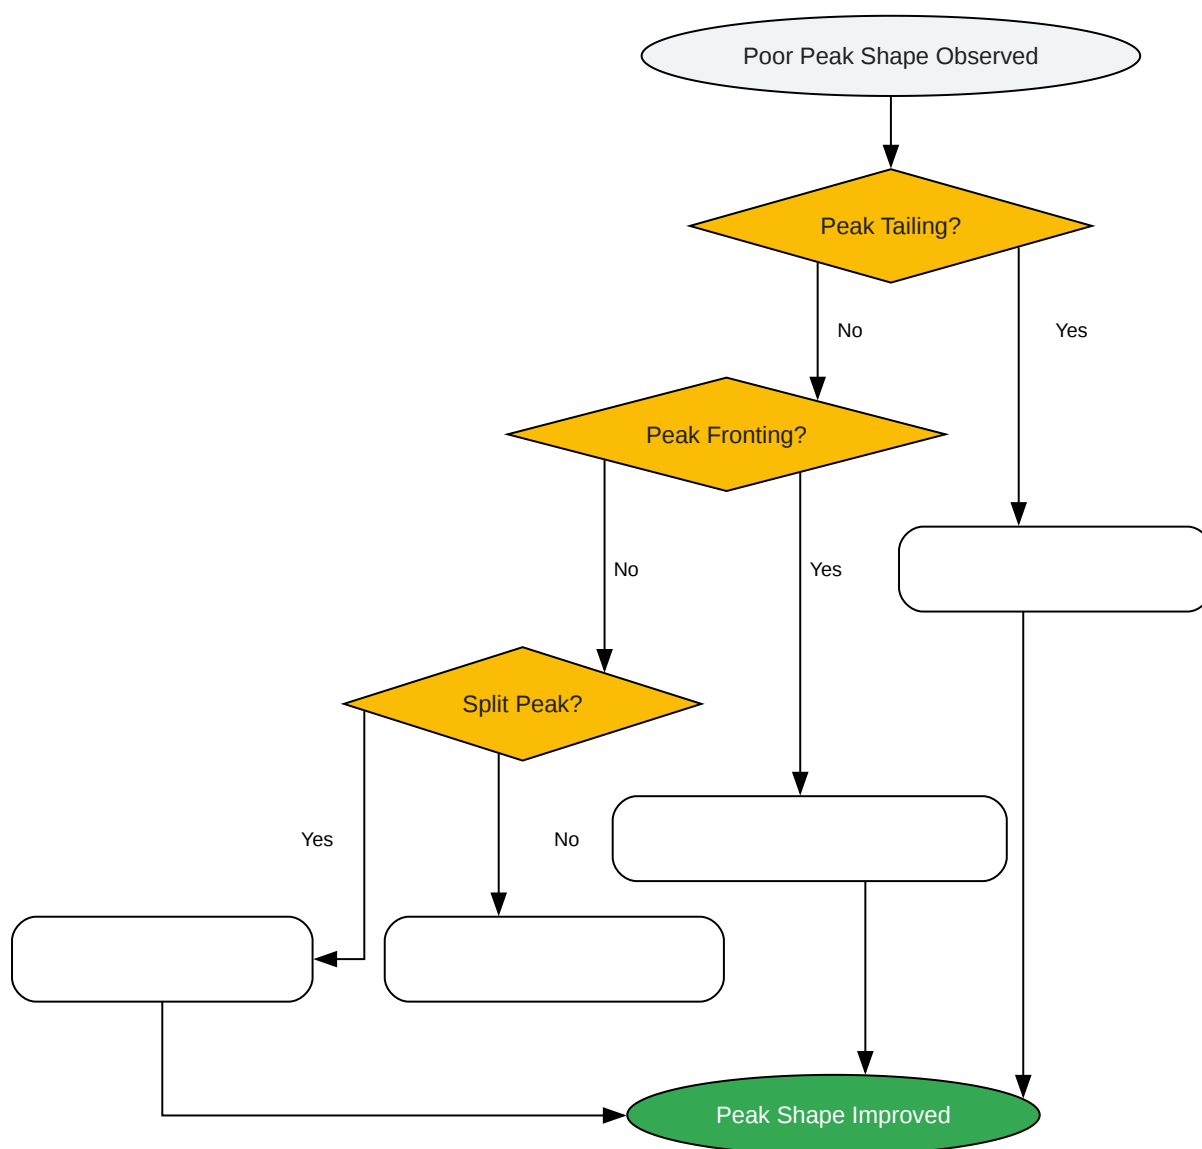 Poor Peak Shape Observed
Peak Tailing?
No
Yes
Peak Fronting?
No
Yes
Split Peak?
Yes
No
Peak Shape Improved